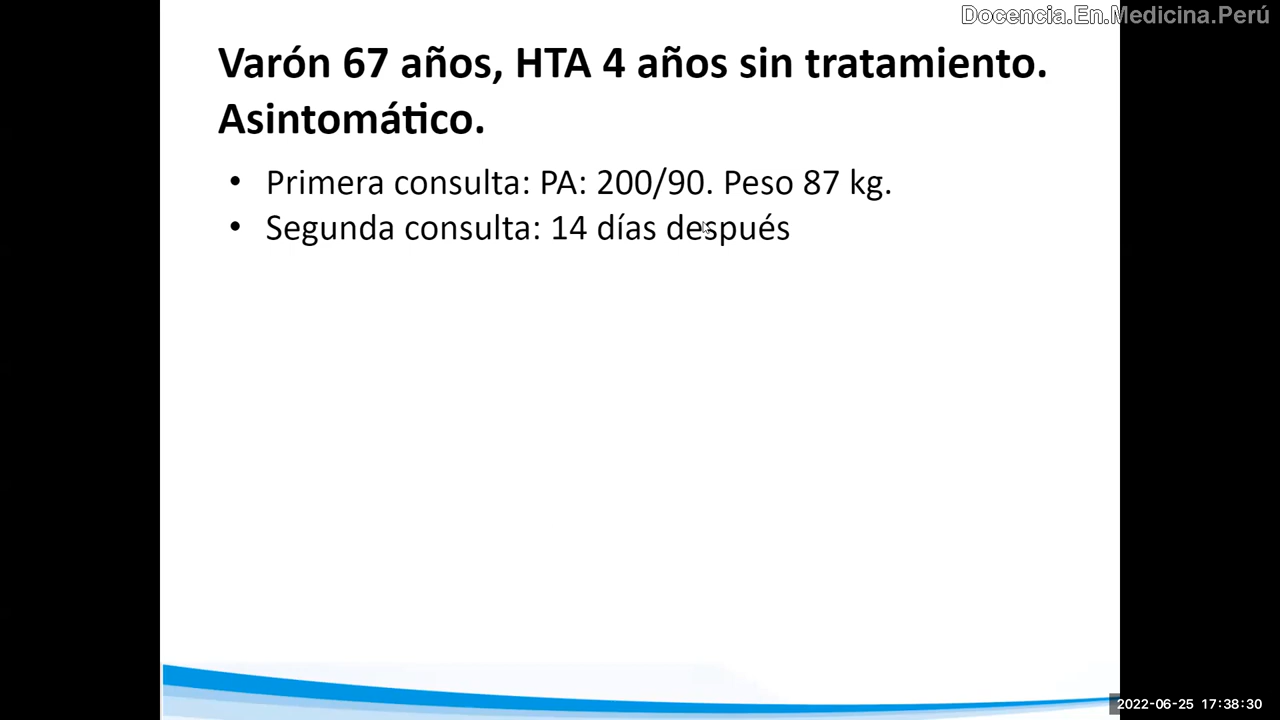 Docencia.En.Medicina.Perú
Varón 67 años, HTA 4 años sin tratamiento.
Asintomático.
• Primera consulta: PA: 200/90. Peso 87 kg.
• Segunda consulta: 14 días después
2022-06-25 17:38:30